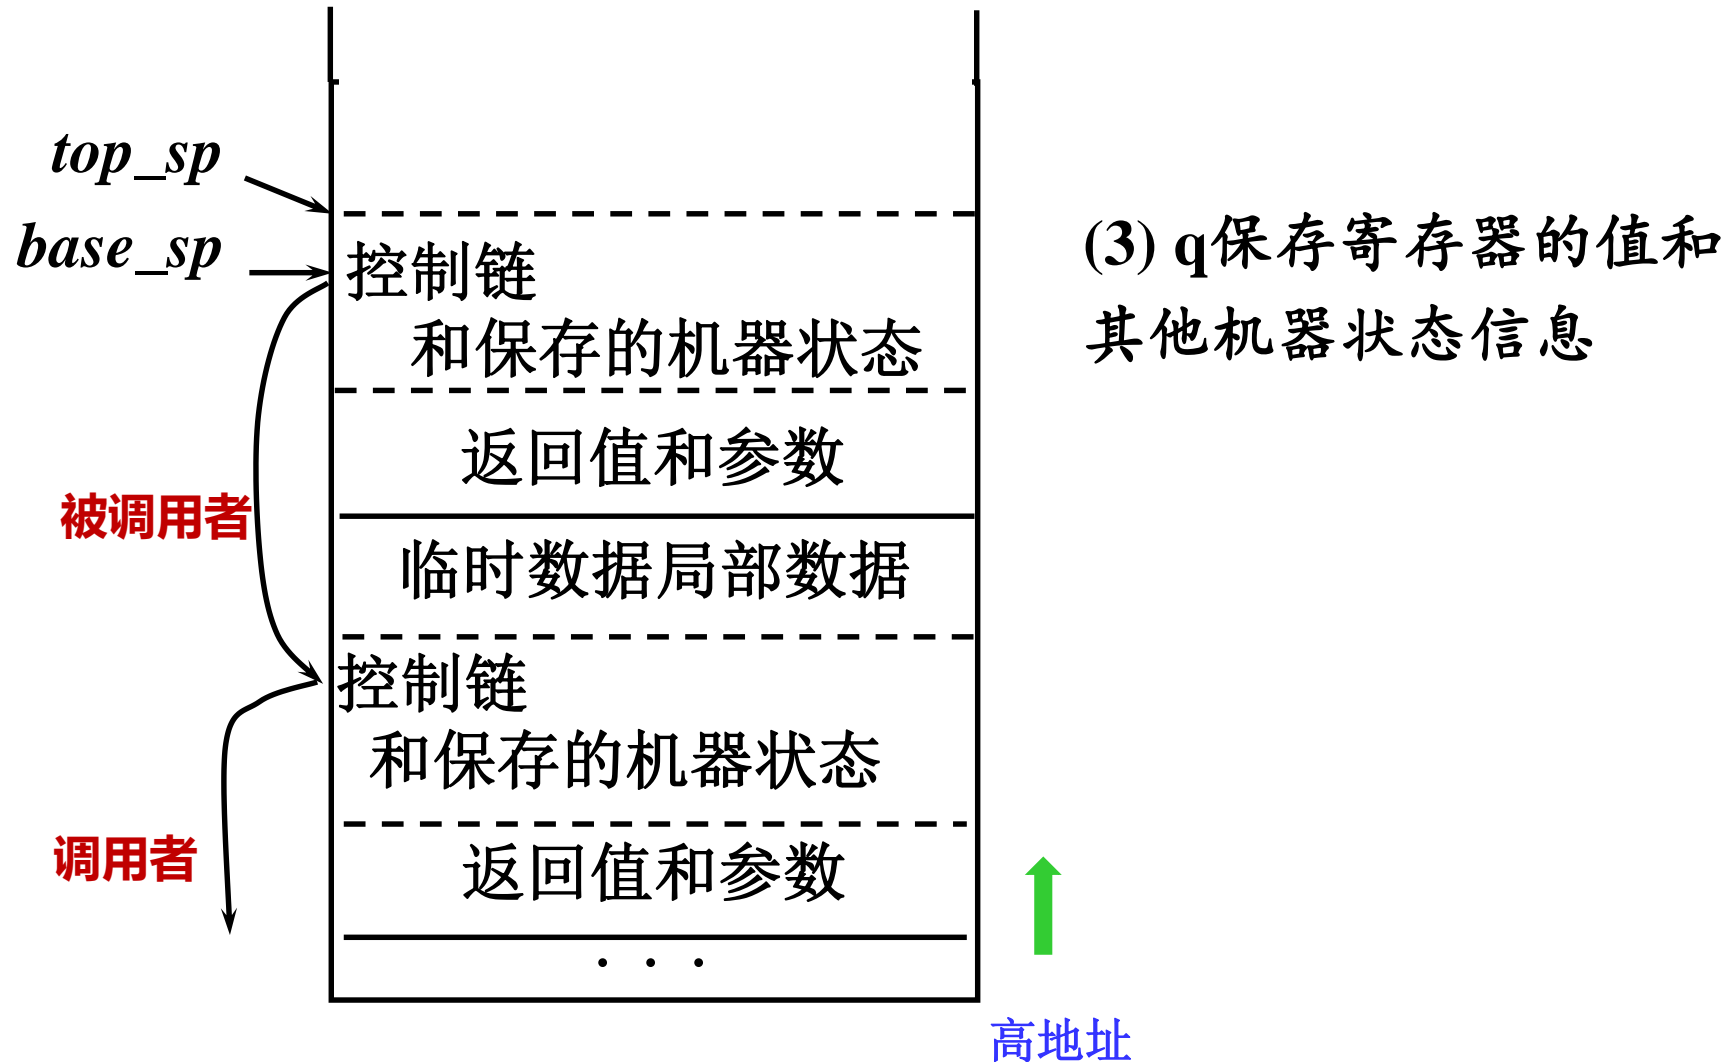 top_sp
base_sp
控制链
和保存的机器状态
返回值和参数
被调用者
临时数据局部数据
控制链
和保存的机器状态
调用者
返回值和参数
. . .
(3) q保存寄存器的值和
其他机器状态信息
高地址